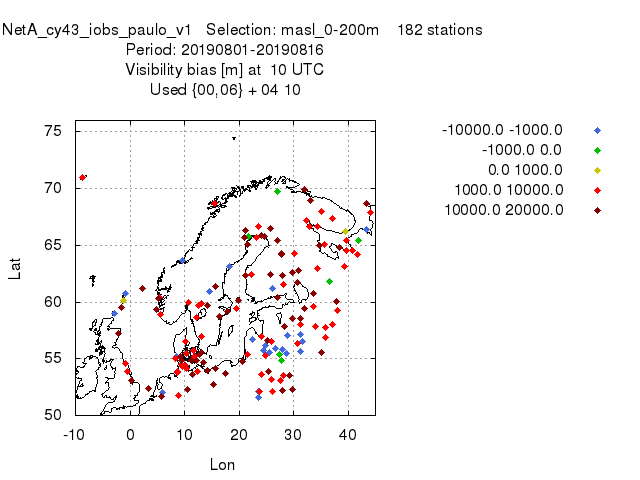 NetA_cy43_iobs_paulo_v1 Selection: masl_0-200m 182 stations
Period: 20190801-20190816
Visibility bias [m] at 10 UTC
Used {00,06} + 04 10
-10000.0 -1000.0
-1000.0 0.0
0.0 1000.0
1000.0 10000.0
10000.0 20000.0
75
70
65
60
55
50
Lat
-10 0 10 20 30 40
Lon